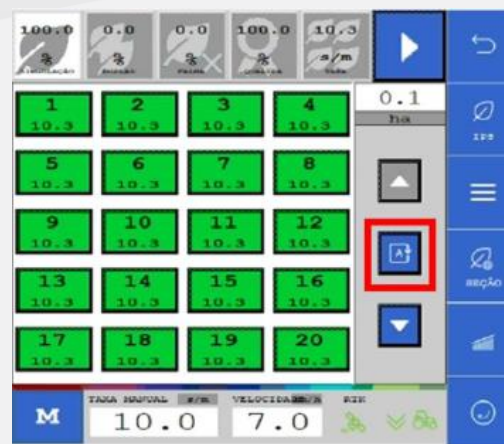 100.0 0.0 0.0 100.0 10.3
% % % % s/m
0.1
ha
1 2 3 4
10.3 10.3 10.3 10.3
5 6 7 8
10.3 10.3 10.3 10.3
9 10 11 12
10.3 10.3 10.3 10.3
A
13 14 15 16
10.3 10.3 10.3 10.3
17 18 19 20
10.3 10.3 10.3 10.3
IPS
SEÇÃO
TAXA MANUAL s/m VELOCIDADE
M 10.0 7.0